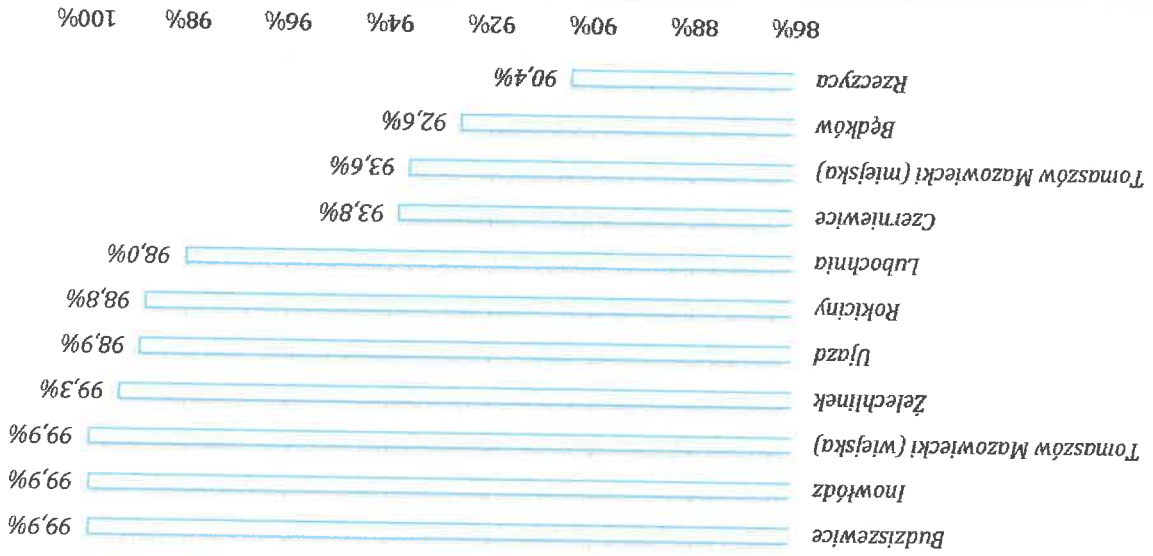 Budziszewice 99,9%
Inowłódz 99,9%
Tomaszów Mazowiecki (wiejska) 99,9%
Żelechlinek 99,3%
Ujazd 98,9%
Rokiciny 98,8%
Lubochnia 98,0%
Czerniewice 93,8%
Tomaszów Mazowiecki (miejska) 93,6%
Będków 92,6%
Rzeczyca 90,4%
86% 88% 90% 92% 94% 96% 98% 100%